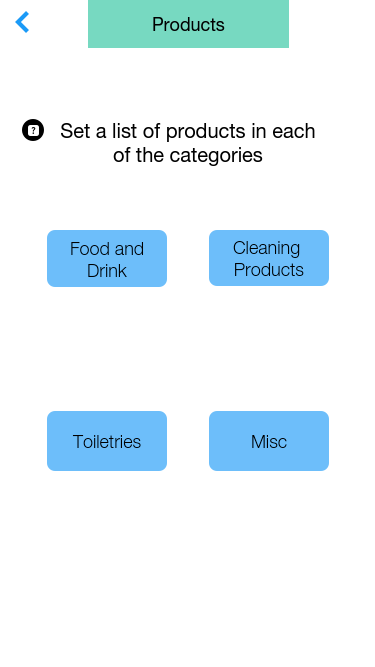 Products
?
Set a list of products in each
of the categories
Food and
Drink
Cleaning
Products
Toiletries
Misc